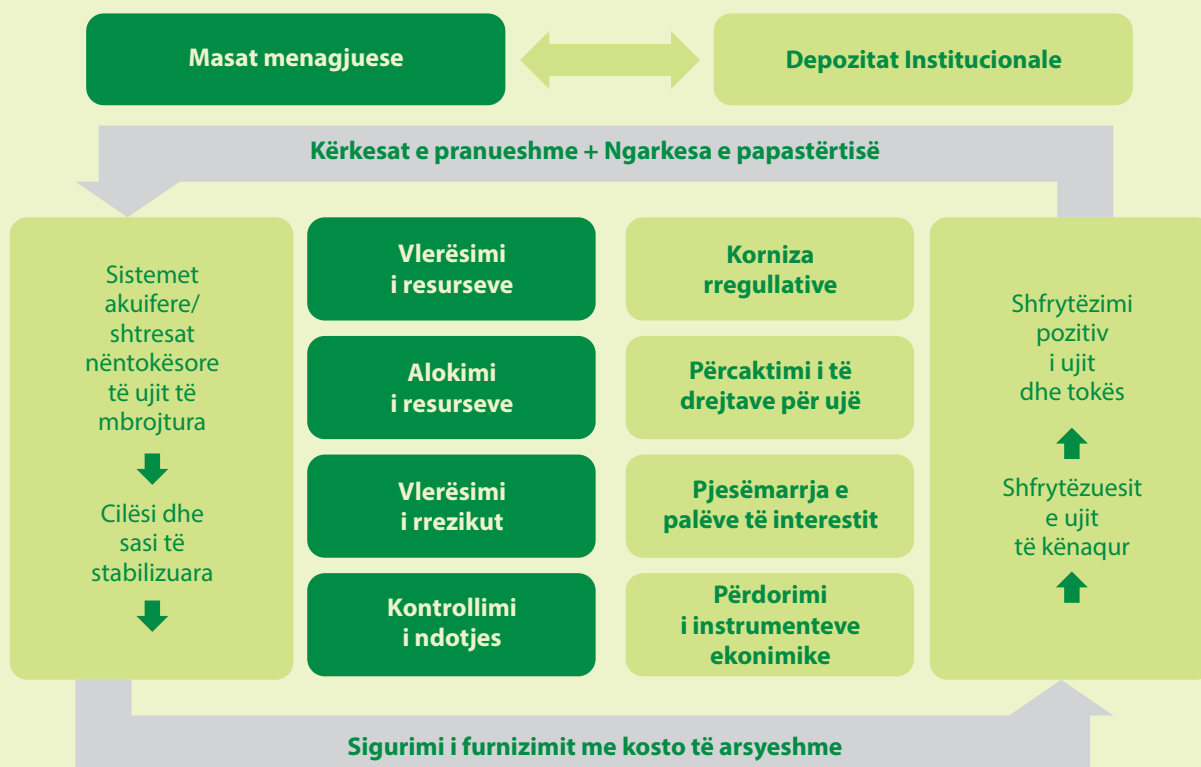 Masat menagjuese
Depozitat Institucionale
Kërkesat e pranueshme + Ngarkesa e papastërtisë
Sistemet
akuifere/
shtresat
nëntokësore
të ujit të
mbrojtura
Cilësi dhe
sasi të
stabilizuara
Vlerësimi
i resurseve
Alokimi
i resurseve
Vlerësimi
i rrezikut
Kontrollimi
i ndotjes
Korniza
rregullative
Përcaktimi i të
drejtave për ujë
Pjesëmarrja e
palëve të interestit
Përdorimi
i instrumenteve
ekonimike
Shfrytëzimi
pozitiv
i ujit
dhe tokës
Shfrytëzuesit
e ujit
të kënaqur
Sigurimi i furnizimit me kosto të arsyeshme